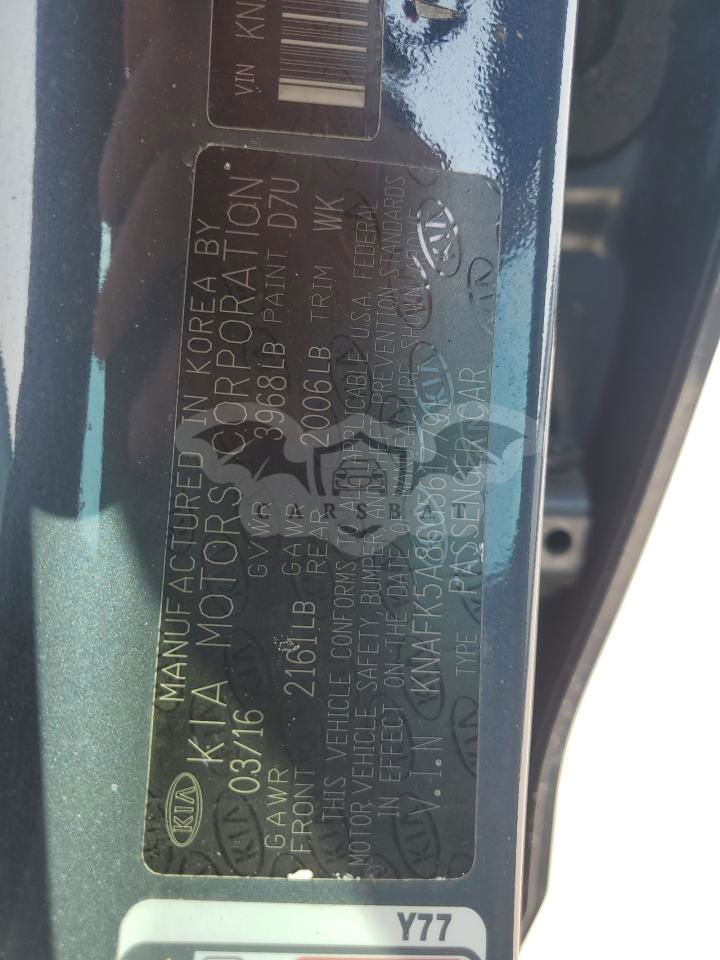 VIN KN
KIA
MANUFACTURED IN KOREA BY
KIA MOTORS CORPORATION
03/16 GVWR 3968LB PAINT D7U
GAWR GAWR
FRONT 2161LB REAR 2006LB TRIM WK
THIS VEHICLE CONFORMS TO ALL APPLICABLE U.S.A. FEDERAL
MOTOR VEHICLE SAFETY, BUMPER THEFT PREVENTION STANDARDS
IN EFFECT ON THE DATE OF MANUFACTURE SHOWN ABOVE
V.I.N KNAFK5A86G5
TYPE PASSENGER CAR
CARSBAT
Y77